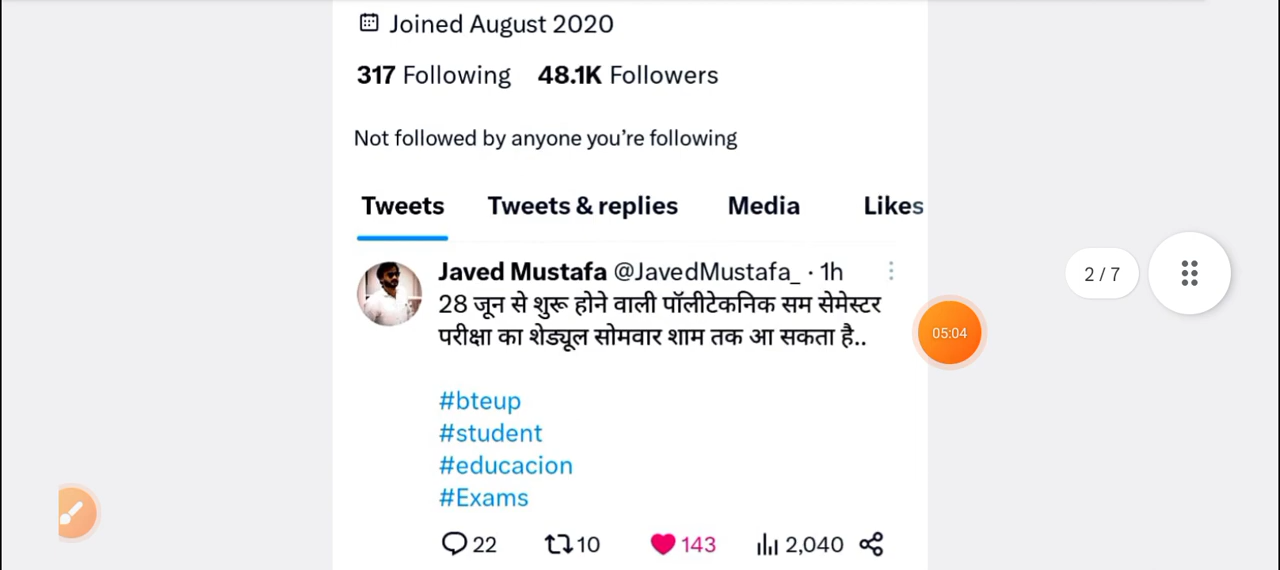 Joined August 2020
317 Following 48.1K Followers
Not followed by anyone you’re following
Tweets Tweets & replies Media Likes
Javed Mustafa @JavedMustafa_ · 1h
28 जून से शुरू होने वाली पॉलीटेकनिक सम सेमेस्टर
परीक्षा का शेड्यूल सोमवार शाम तक आ सकता है..
#bteup
#student
#educacion
#Exams
22 10 143 2,040
2 / 7
05:04